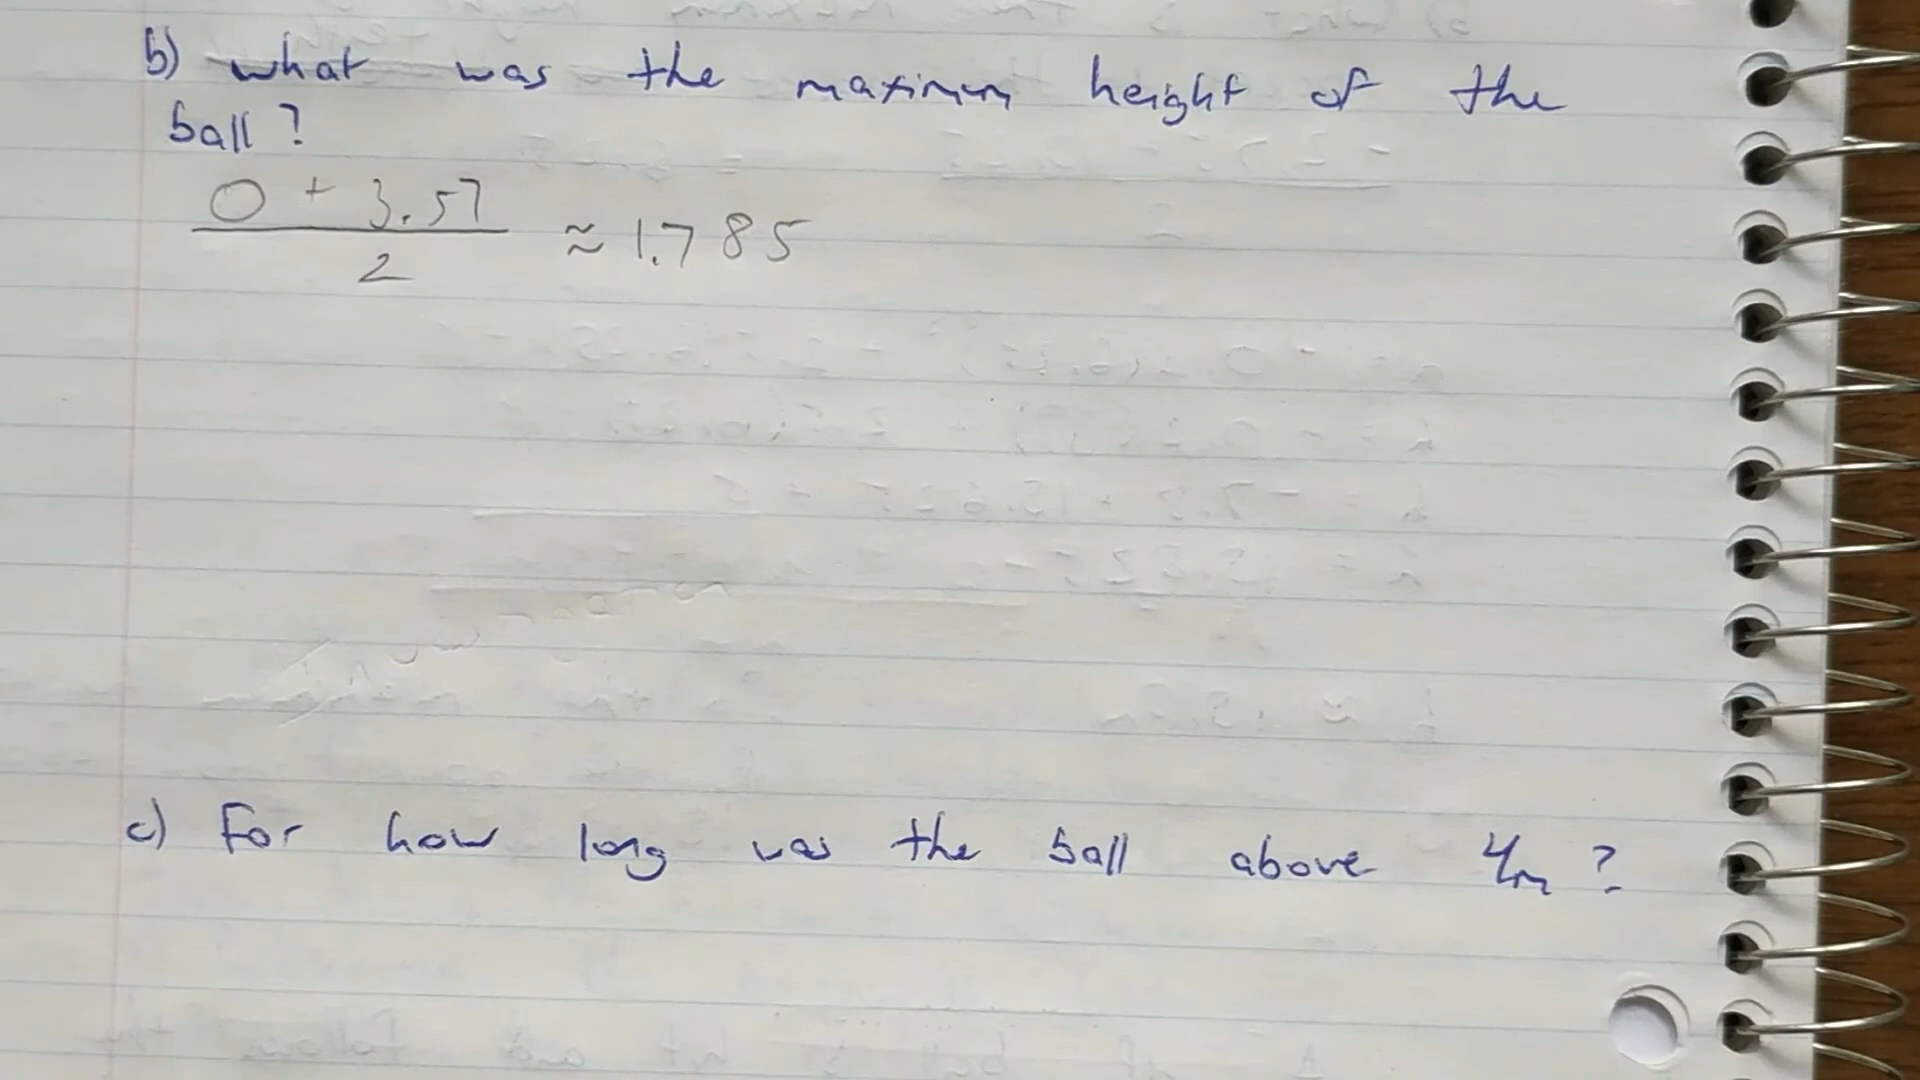 b) what was the maximum height of the
ball?
0 + 3.57
2
≈ 1.785
c) For how long was the ball above 4m?